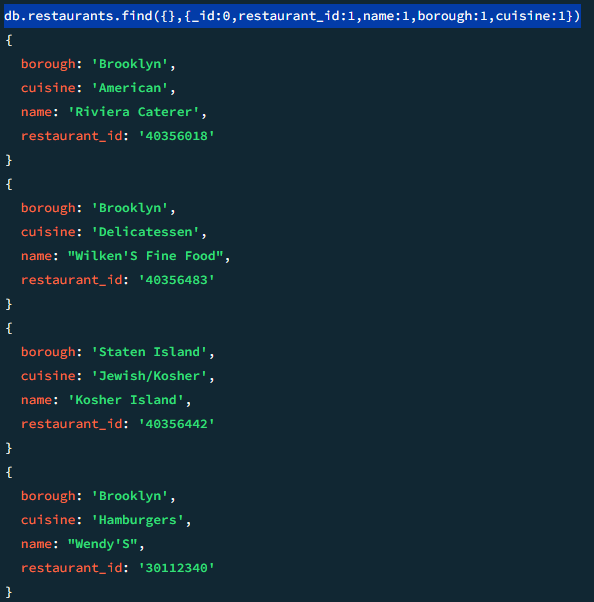 db.restaurants.find({},{_id:0,restaurant_id:1,name:1,borough:1,cuisine:1})
{
  borough: 'Brooklyn',
  cuisine: 'American',
  name: 'Riviera Caterer',
  restaurant_id: '40356018'
}
{
  borough: 'Brooklyn',
  cuisine: 'Delicatessen',
  name: "Wilken'S Fine Food",
  restaurant_id: '40356483'
}
{
  borough: 'Staten Island',
  cuisine: 'Jewish/Kosher',
  name: 'Kosher Island',
  restaurant_id: '40356442'
}
{
  borough: 'Brooklyn',
  cuisine: 'Hamburgers',
  name: "Wendy'S",
  restaurant_id: '30112340'
}